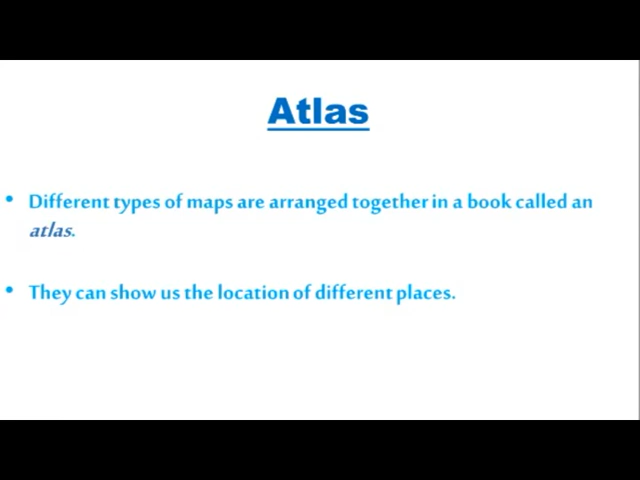 Atlas
• Different types of maps are arranged together in a book called an
atlas.
• They can show us the location of different places.